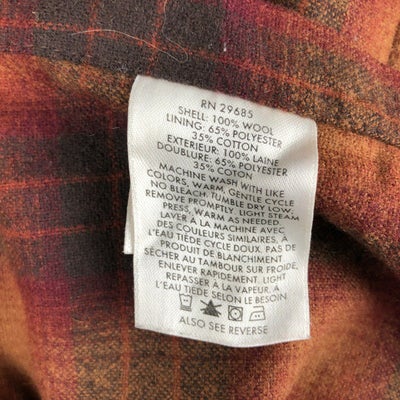 RN 29685
SHELL: 100% WOOL
LINING: 65% POLYESTER
35% COTTON
EXTERIEUR: 100% LAINE
DOUBLURE: 65% POLYESTER
35% COTON
MACHINE WASH WITH LIKE
COLORS, WARM, GENTLE CYCLE
NO BLEACH. TUMBLE DRY LOW,
REMOVE PROMPTLY. LIGHT STEAM
PRESS, WARM AS NEEDED.
LAVER À LA MACHINE AVEC
DES COULEURS SIMILAIRES, À
L'EAU TIÈDE CYCLE DOUX. PAS DE
PRODUIT DE BLANCHIMENT.
SÉCHER AU TAMBOUR SUR FROIDE,
ENLEVER RAPIDEMENT. LIGHT
REPASSER À LA VAPEUR, A
L'EAU TIÈDE SELON LE BESOIN
ALSO SEE REVERSE